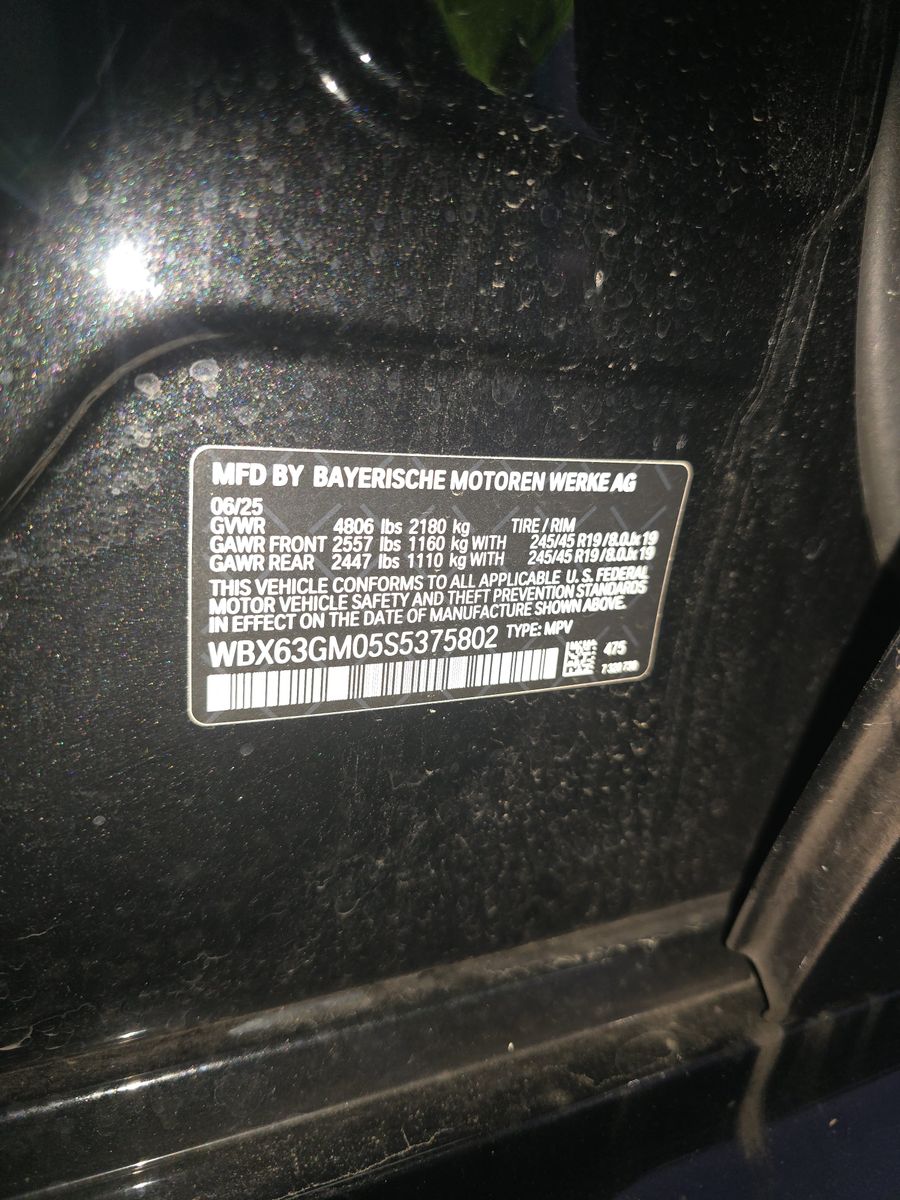 MFD BY BAYERISCHE MOTOREN WERKE AG
06/25
GVWR 4806 lbs 2180 kg TIRE / RIM
GAWR FRONT 2557 lbs 1160 kg WITH 245/45 R19 / 8.0Jx19
GAWR REAR 2447 lbs 1110 kg WITH 245/45 R19 / 8.0Jx19
THIS VEHICLE CONFORMS TO ALL APPLICABLE U.S. FEDERAL
MOTOR VEHICLE SAFETY AND THEFT PREVENTION STANDARDS
IN EFFECT ON THE DATE OF MANUFACTURE SHOWN ABOVE.
WBX63GM05S5375802 TYPE: MPV
475